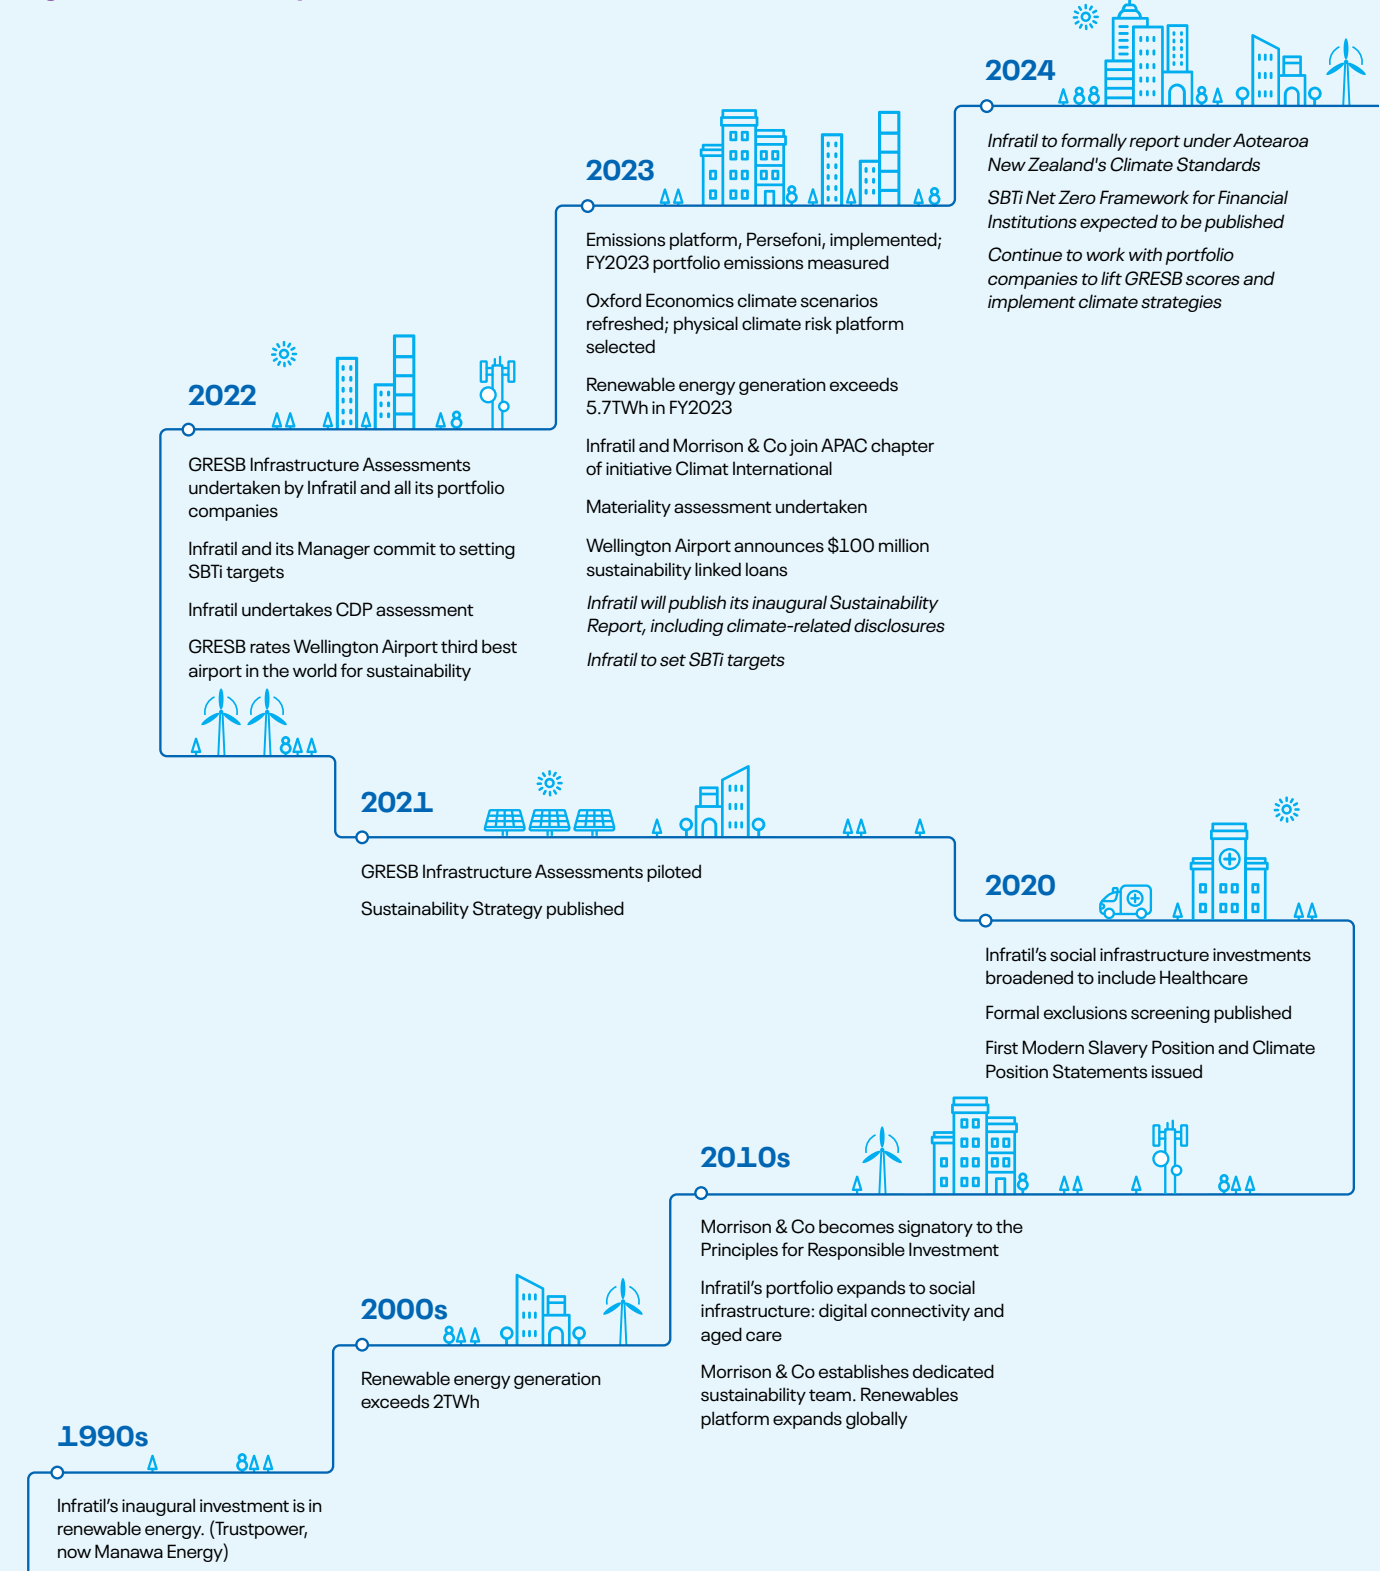 2024
Infratil to formally report under Aotearoa
New Zealand's Climate Standards
SBTi Net Zero Framework for Financial
Institutions expected to be published
Continue to work with portfolio
companies to lift GRESB scores and
implement climate strategies
2023
Emissions platform, Persefoni, implemented;
FY2023 portfolio emissions measured
Oxford Economics climate scenarios
refreshed; physical climate risk platform
selected
Renewable energy generation exceeds
5.7TWh in FY2023
Infratil and Morrison & Co join APAC chapter
of initiative Climat International
Materiality assessment undertaken
Wellington Airport announces $100 million
sustainability linked loans
Infratil will publish its inaugural Sustainability
Report, including climate-related disclosures
Infratil to set SBTi targets
2022
GRESB Infrastructure Assessments
undertaken by Infratil and all its portfolio
companies
Infratil and its Manager commit to setting
SBTi targets
Infratil undertakes CDP assessment
GRESB rates Wellington Airport third best
airport in the world for sustainability
2021
GRESB Infrastructure Assessments piloted
Sustainability Strategy published
2020
Infratil’s social infrastructure investments
broadened to include Healthcare
Formal exclusions screening published
First Modern Slavery Position and Climate
Position Statements issued
2010s
Morrison & Co becomes signatory to the
Principles for Responsible Investment
Infratil’s portfolio expands to social
infrastructure: digital connectivity and
aged care
Morrison & Co establishes dedicated
sustainability team. Renewables
platform expands globally
2000s
Renewable energy generation
exceeds 2TWh
1990s
Infratil’s inaugural investment is in
renewable energy. (Trustpower,
now Manawa Energy)